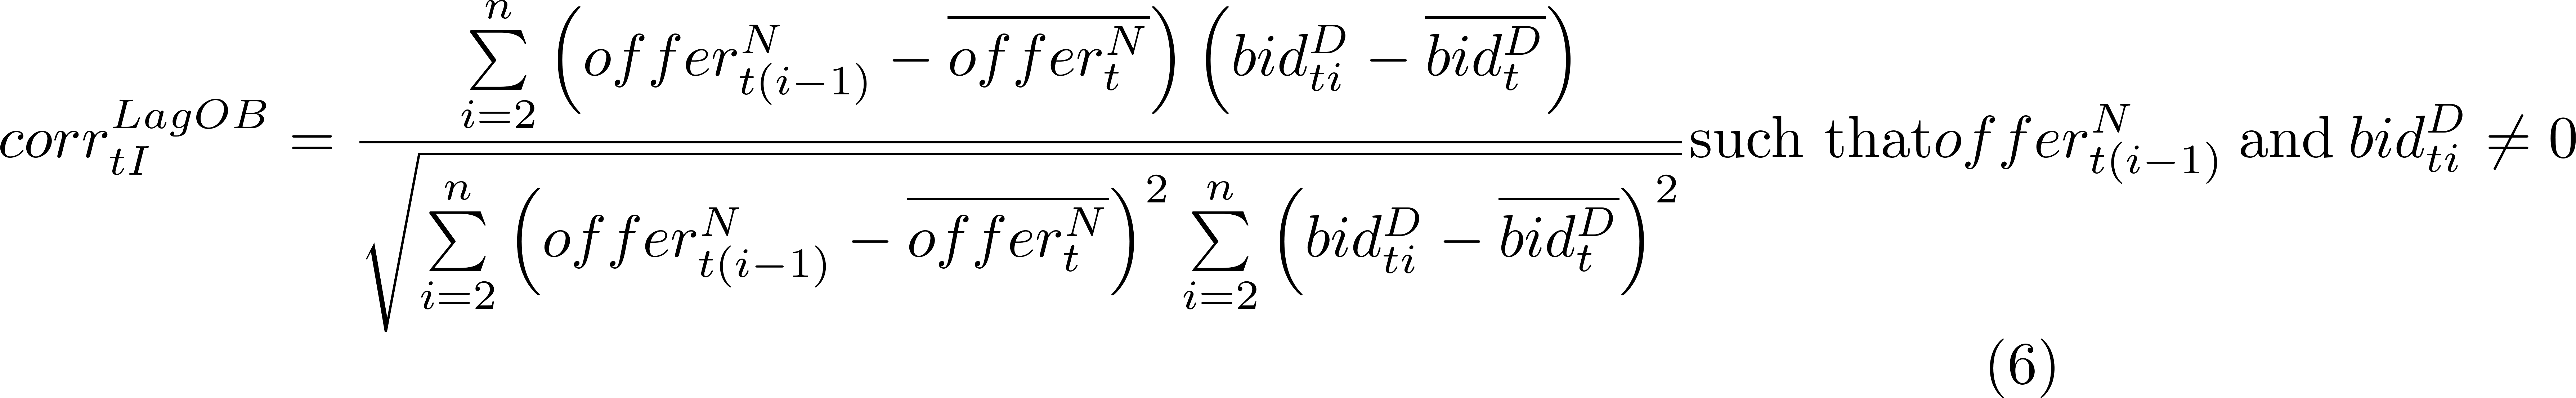 corr_{tI}^{LagOB} = \frac{\sum_{i=2}^{n} \left( offer_{t(i-1)}^{N} - \overline{offer_{t}^{N}} \right) \left( bid_{ti}^{D} - \overline{bid_{t}^{D}} \right)}{\sqrt{\sum_{i=2}^{n} \left( offer_{t(i-1)}^{N} - \overline{offer_{t}^{N}} \right)^{2} \sum_{i=2}^{n} \left( bid_{ti}^{D} - \overline{bid_{t}^{D}} \right)^{2}}} such that offer_{t(i-1)}^{N} and bid_{ti}^{D} \neq 0
(6)